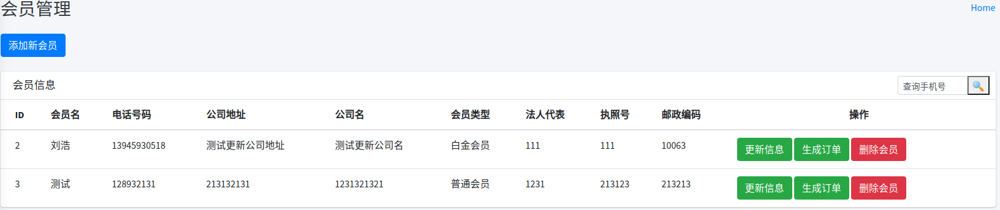 会员管理
Home
添加新会员
会员信息
查询手机号
ID 会员名 电话号码 公司地址 公司名 会员类型 法人代表 执照号 邮政编码 操作
2 刘浩 13945930518 测试更新公司地址 测试更新公司名 白金会员 111 111 10063 更新信息 生成订单 删除会员
3 测试 128932131 213132131 1231321321 普通会员 1231 213123 213213 更新信息 生成订单 删除会员